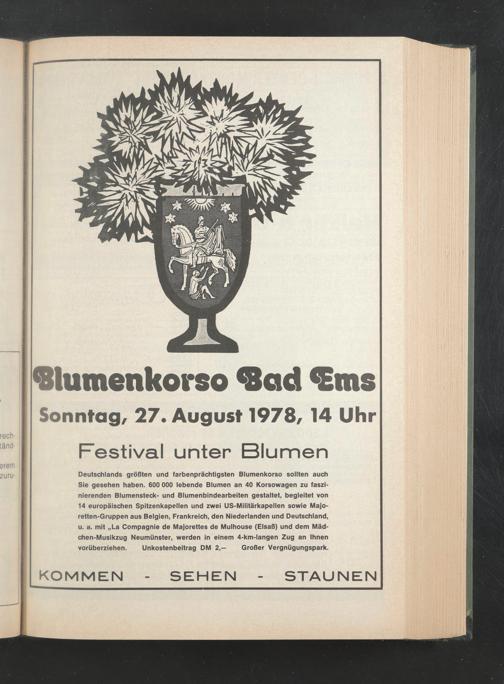 Blumenkorso Bad Ems
Sonntag, 27. August 1978, 14 Uhr
Festival unter Blumen
Deutschlands größten und farbenprächtigsten Blumenkorso sollten auch
Sie gesehen haben. 600 000 lebende Blumen an 40 Korsowagen zu faszi-
nierenden Blumensteck- und Blumenbindearbeiten gestaltet, begleitet von
14 europäischen Spitzenkapellen und zwei US-Militärkapellen sowie Majo-
retten-Gruppen aus Belgien, Frankreich, den Niederlanden und Deutschland,
u. a. mit „La Compagnie de Majorettes de Mulhouse (Elsaß) und dem Mäd-
chen-Musikzug Neumünster, werden in einem 4-km-langen Zug an Ihnen
vorüberziehen. Unkostenbeitrag DM 2,– Großer Vergnügungspark.
KOMMEN - SEHEN - STAUNEN